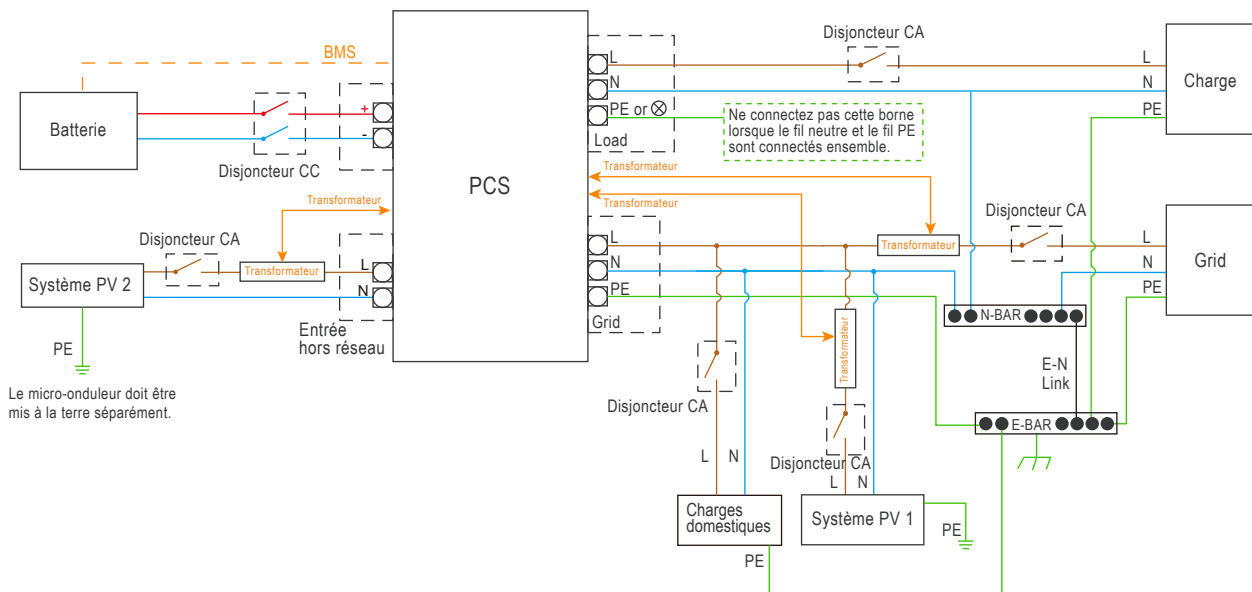 BMS
Batterie
Disjoncteur CC
+
-
PCS
L
N
PE or ⊗
Load
Disjoncteur CA
L
N
PE
Charge
Ne connectez pas cette borne
lorsque le fil neutre et le fil PE
sont connectés ensemble.
Transformateur
Transformateur
Transformateur
Disjoncteur CA
Transformateur
L
N
Entrée
hors réseau
Système PV 2
PE
Le micro-onduleur doit être
mis à la terre séparément.
L
N
PE
Grid
Transformateur
Disjoncteur CA
L
N
PE
Grid
N-BAR
E-N
Link
E-BAR
Transformateur
Disjoncteur CA
Disjoncteur CA
L
N
L
N
Charges
domestiques
PE
Système PV 1
PE